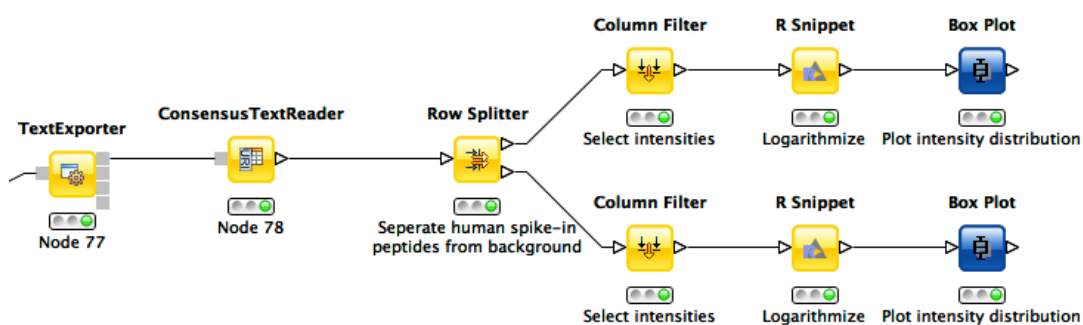 Column Filter
R Snippet
Box Plot
Select intensities
Logarithmize
Plot intensity distribution
TextExporter
ConsensusTextReader
Row Splitter
URI
Node 77
Node 78
Seperate human spike-in
peptides from background
Column Filter
R Snippet
Box Plot
Select intensities
Logarithmize
Plot intensity distribution